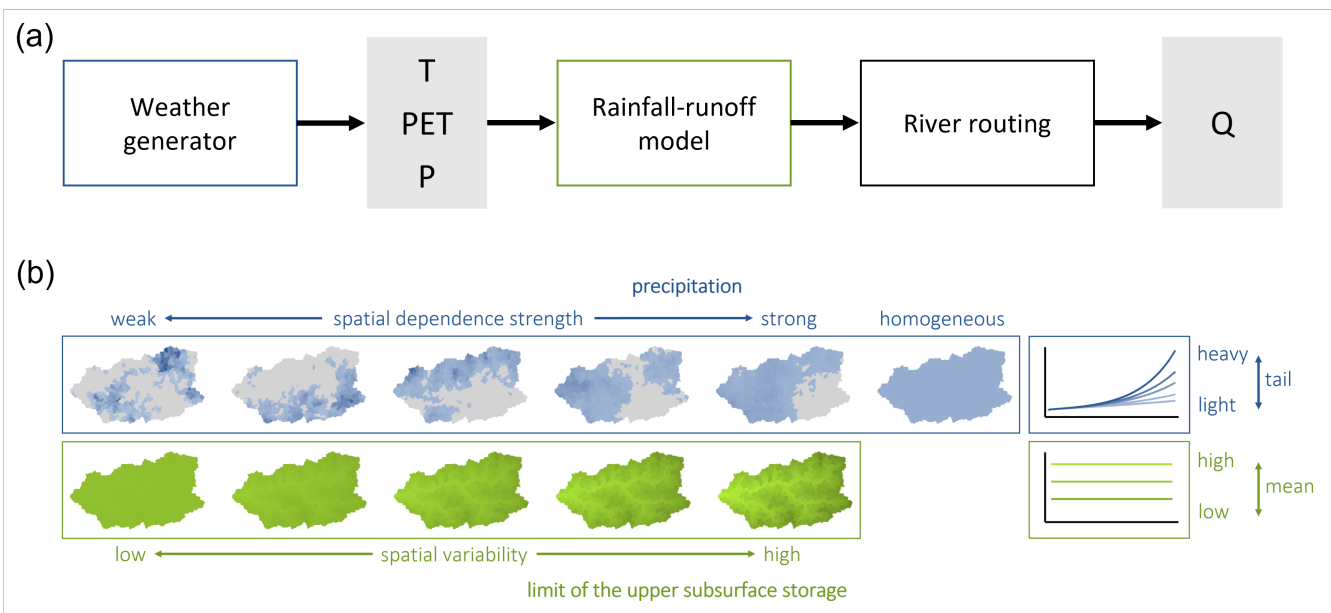 (a)
Weather
generator
T
PET
P
Rainfall-runoff
model
River routing
Q
(b)
precipitation
weak
spatial dependence strength
strong
homogeneous
heavy
light
tail
high
low
mean
low
spatial variability
high
limit of the upper subsurface storage